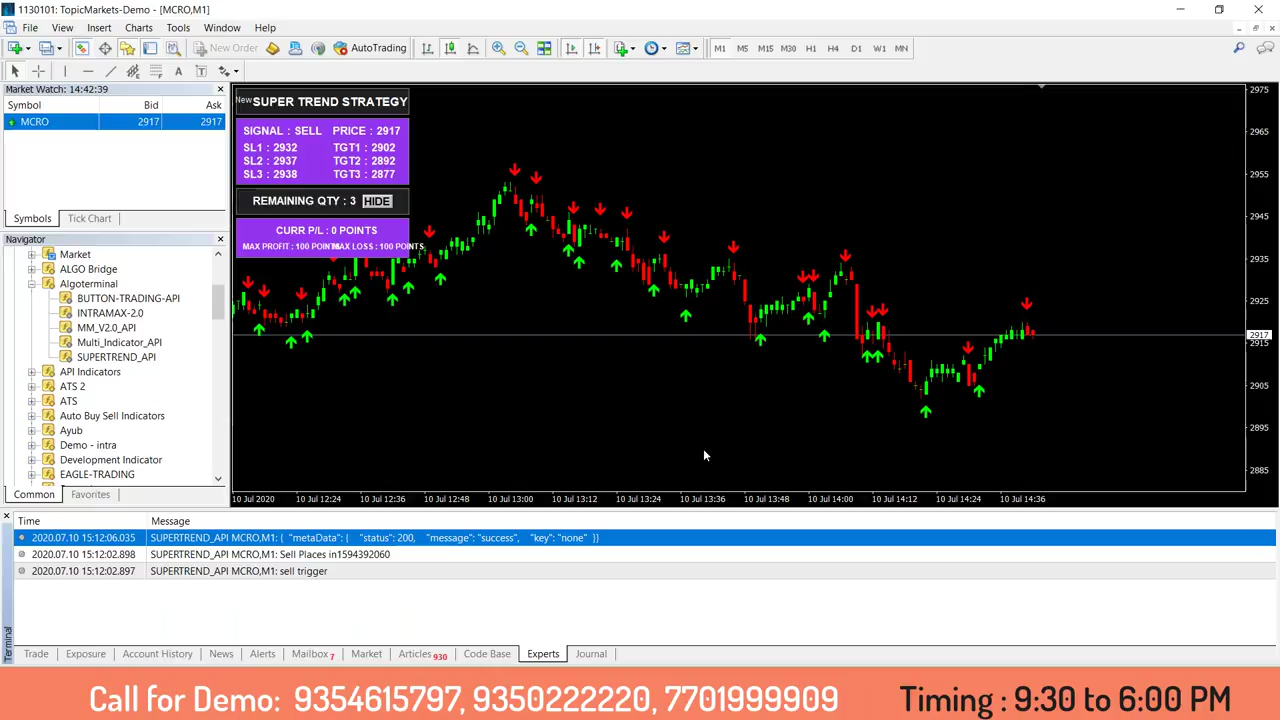 1130101: TopicMarkets-Demo - [MCRO,M1]
File View Insert Charts Tools Window Help
New Order AutoTrading M1 M5 M15 M30 H1 H4 D1 W1 MN
A T
Market Watch: 14:42:39
Symbol Bid Ask
MCRO 2917 2917
Symbols Tick Chart
Navigator
Market
ALGO Bridge
Algoterminal
BUTTON-TRADING-API
INTRAMAX-2.0
MM_V2.0_API
Multi_Indicator_API
SUPERTREND_API
API Indicators
ATS 2
ATS
Auto Buy Sell Indicators
Ayub
Demo - intra
Development Indicator
EAGLE-TRADING
Common Favorites
New SUPER TREND STRATEGY
SIGNAL : SELL PRICE : 2917
SL1 : 2932 TGT1 : 2902
SL2 : 2937 TGT2 : 2892
SL3 : 2938 TGT3 : 2877
REMAINING QTY : 3 HIDE
CURR P/L : 0 POINTS
MAX PROFIT : 100 POINTS MAX LOSS : 100 POINTS
2975
2965
2955
2945
2935
2925
2917
2915
2905
2895
2885
10 Jul 2020 10 Jul 12:24 10 Jul 12:36 10 Jul 12:48 10 Jul 13:00 10 Jul 13:12 10 Jul 13:24 10 Jul 13:36 10 Jul 13:48 10 Jul 14:00 10 Jul 14:12 10 Jul 14:24 10 Jul 14:36
Time Message
2020.07.10 15:12:06.035 SUPERTREND_API MCRO,M1: { "metaData": { "status": 200, "message": "success", "key": "none" }}
2020.07.10 15:12:02.898 SUPERTREND_API MCRO,M1: Sell Places in1594392060
2020.07.10 15:12:02.897 SUPERTREND_API MCRO,M1: sell trigger
Terminal
Trade Exposure Account History News Alerts Mailbox 7 Market Articles 930 Code Base Experts Journal
Call for Demo: 9354615797, 9350222220, 7701999909 Timing : 9:30 to 6:00 PM